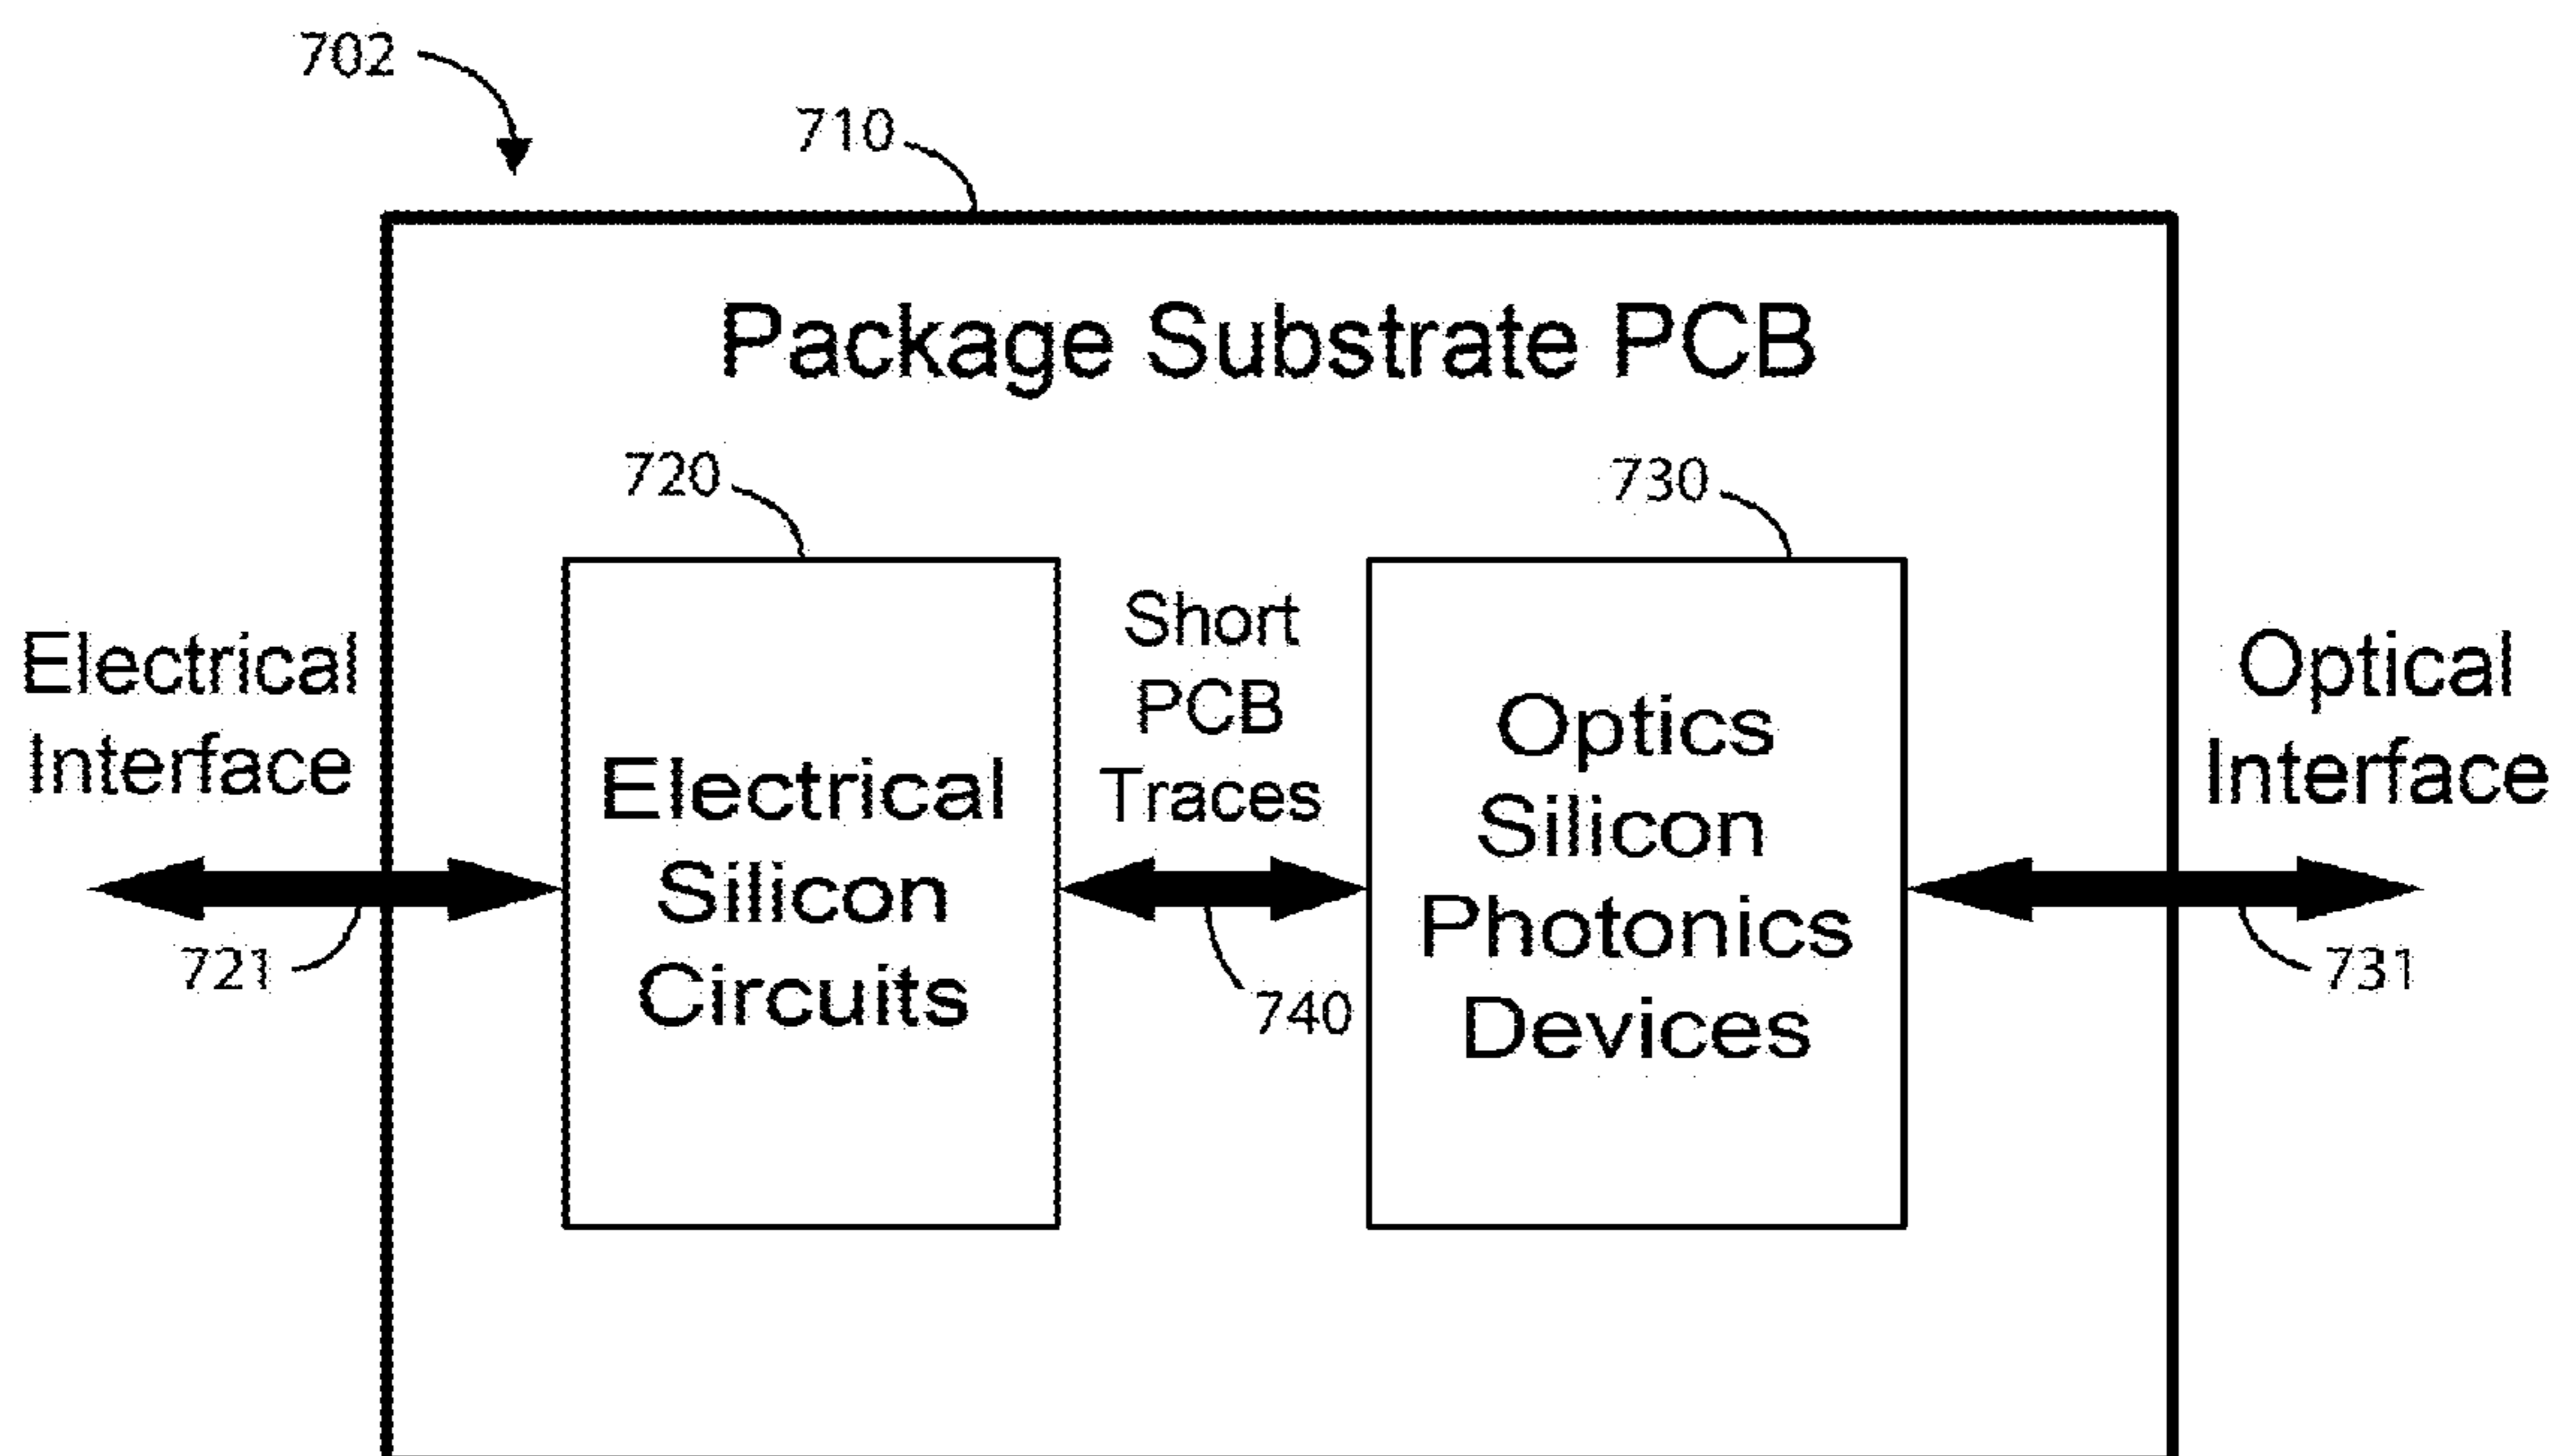 702
710
Package Substrate PCB
720
730
Electrical
Interface
721
Electrical
Silicon
Circuits
Short
PCB
Traces
740
Optics
Silicon
Photonics
Devices
Optical
Interface
731